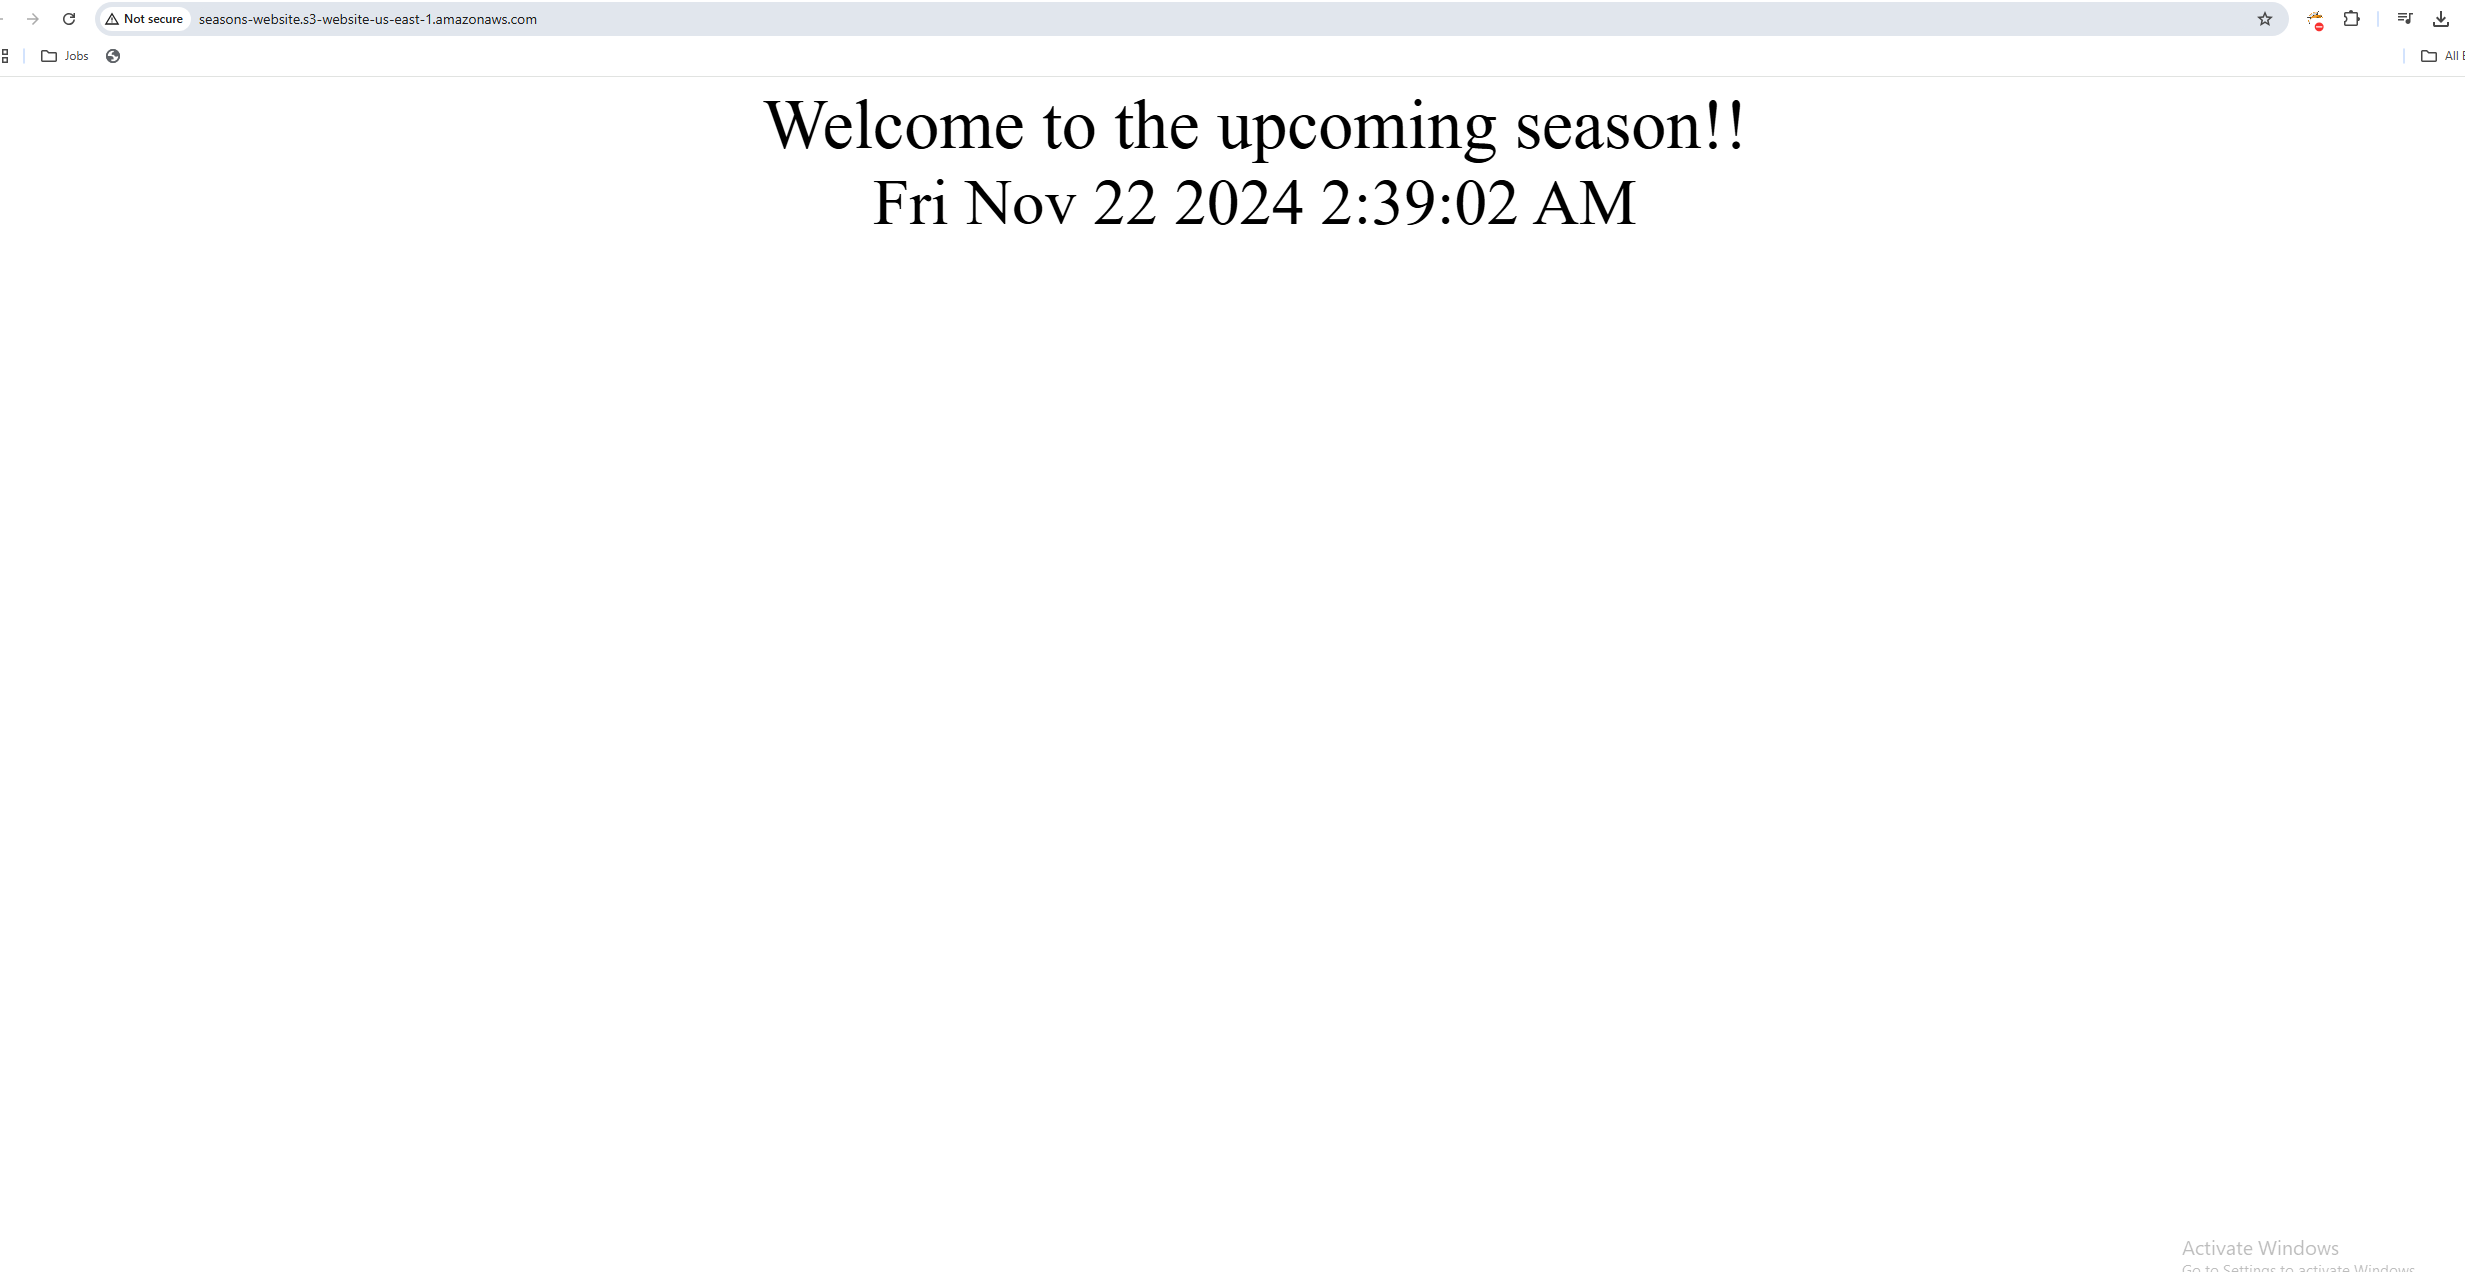 Not secure
seasons-website.s3-website-us-east-1.amazonaws.com
Jobs
All
Welcome to the upcoming season!!
Fri Nov 22 2024 2:39:02 AM
Activate Windows
Go to Settings to activate Windows.